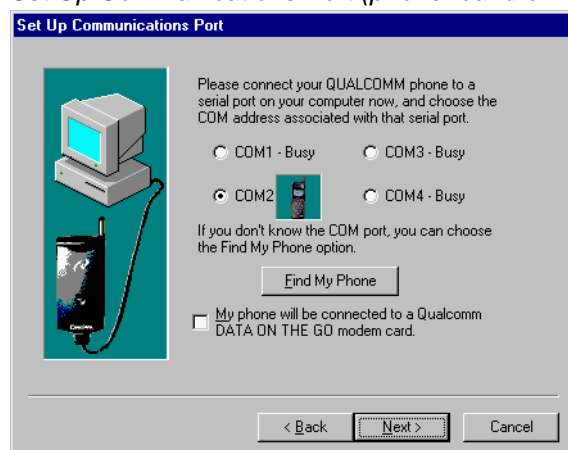 Set Up Communications Port
Please connect your QUALCOMM phone to a
serial port on your computer now, and choose the
COM address associated with that serial port.
COM1 - Busy
COM3 - Busy
COM2
COM4 - Busy
If you don't know the COM port, you can choose
the Find My Phone option.
Find My Phone
My phone will be connected to a Qualcomm
DATA ON THE GO modem card.
< Back
Next >
Cancel